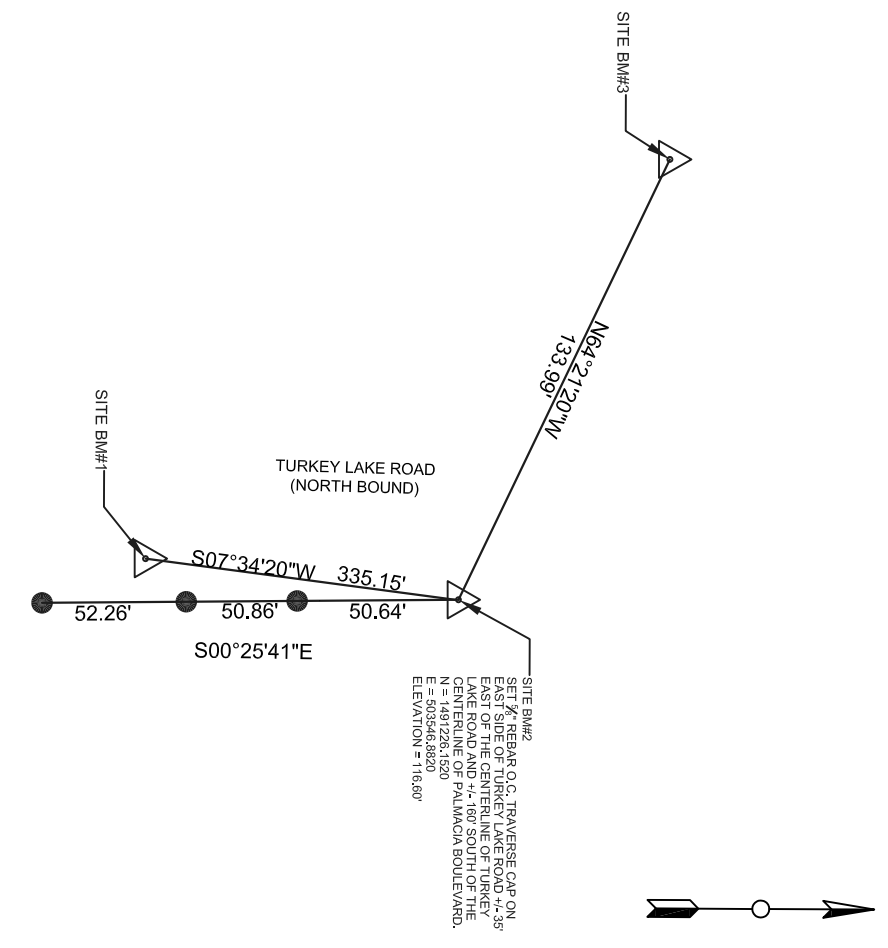 SITE BM#3
N64°21'20"W
133.99'
SITE BM#1
TURKEY LAKE ROAD
(NORTH BOUND)
S07°34'20"W 335.15'
52.26' 50.86' 50.64'
S00°25'41"E
SITE BM#2
SET ⅝" REBAR O.C. TRAVERSE CAP ON
EAST SIDE OF TURKEY LAKE ROAD +/- 35'
EAST OF THE CENTERLINE OF TURKEY
LAKE ROAD AND +/- 160' SOUTH OF THE
CENTERLINE OF PALMACIA BOULEVARD.
N = 1491226.1520
E = 503546.8820
ELEVATION = 116.60'